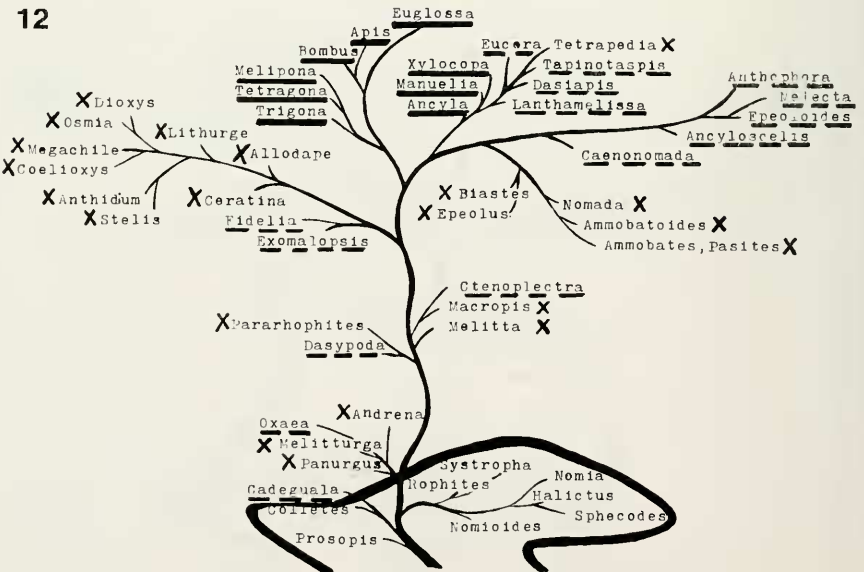 12
Euglossa
Apis
Bombus
Eucera Tetrapedia X
Melipona
Xylocopa
Tapinotaspis
Tetragona
Manuelia
Dasiapis
Anthophora
Trigona
Ancyla
Lanthamelissa
Melecta
X Dioxys
Epeoloides
X Osmia
X Lithurge
Ancyloscelis
X Megachile
X Allodape
Caenonomada
X Coelioxys
X Anthidium
X Ceratina
X Biastes
Nomada X
X Stelis
X Epeolus
Fidelia
Ammobatoides X
Exomalopsis
Ammobates, Pasites X
Ctenoplectra
Macropis X
X Pararhophites
Melitta X
Dasypoda
X Andrena
Oxaea
X Melitturga
X Panurgus
Systropha
Nomia
Cadeguala
Rophites
Halictus
Colletes
Sphecodes
Nomioides
Prosopis